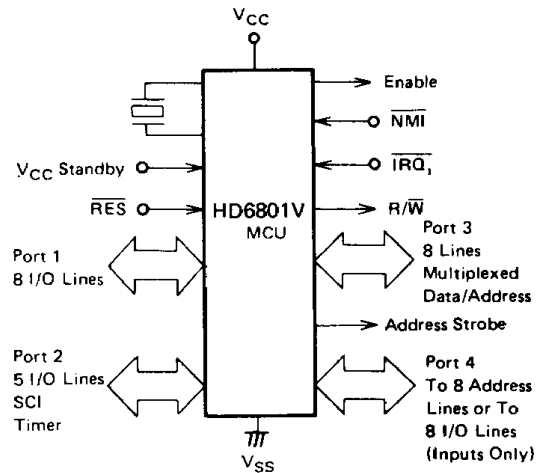 VCC
Enable
NMI
VCC Standby
IRQ1
RES
HD6801V
MCU
R/W
Port 1
8 I/O Lines
Port 3
8 Lines
Multiplexed
Data/Address
Address Strobe
Port 2
5 I/O Lines
SCI
Timer
Port 4
To 8 Address
Lines or To
8 I/O Lines
(Inputs Only)
VSS